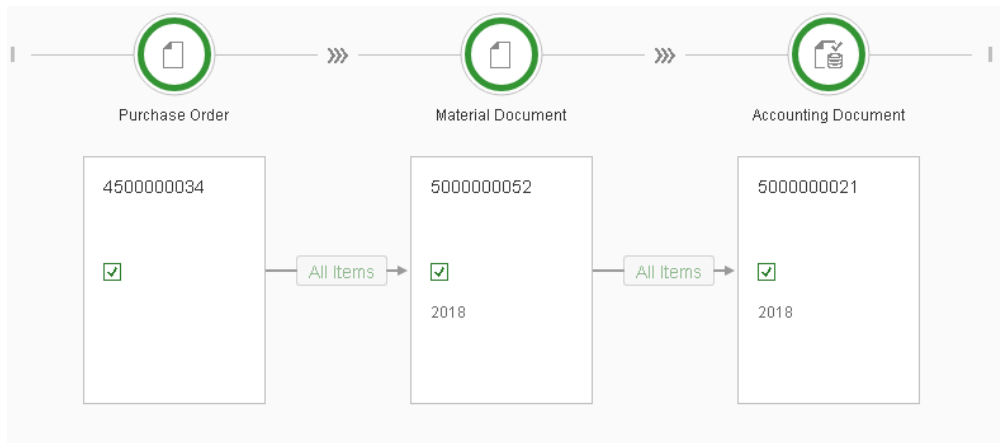 Purchase Order
Material Document
Accounting Document
4500000034
5000000052
5000000021
All Items
All Items
2018
2018